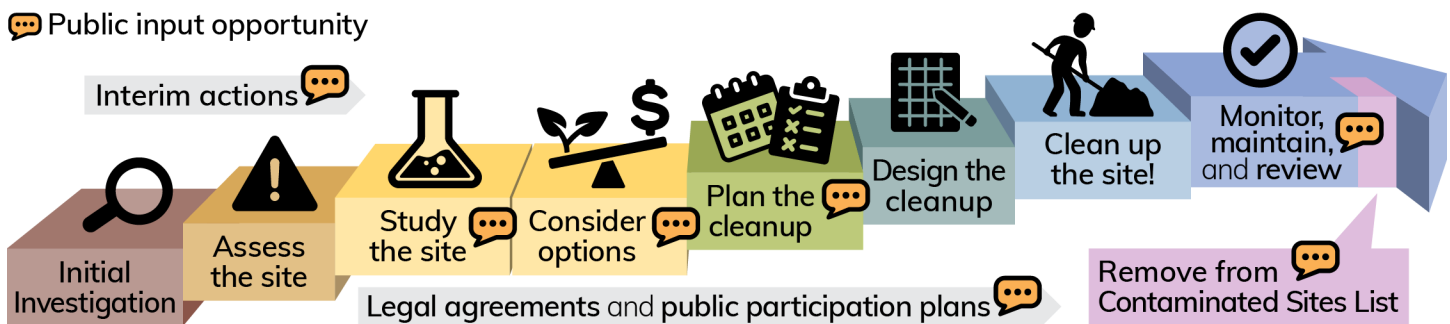 Public input opportunity
Interim actions
Initial
Investigation
Assess
the site
Study
the site
Consider
options
Plan the
cleanup
Design the
cleanup
Clean up
the site!
Monitor,
maintain,
and review
Legal agreements and public participation plans
Remove from
Contaminated Sites List